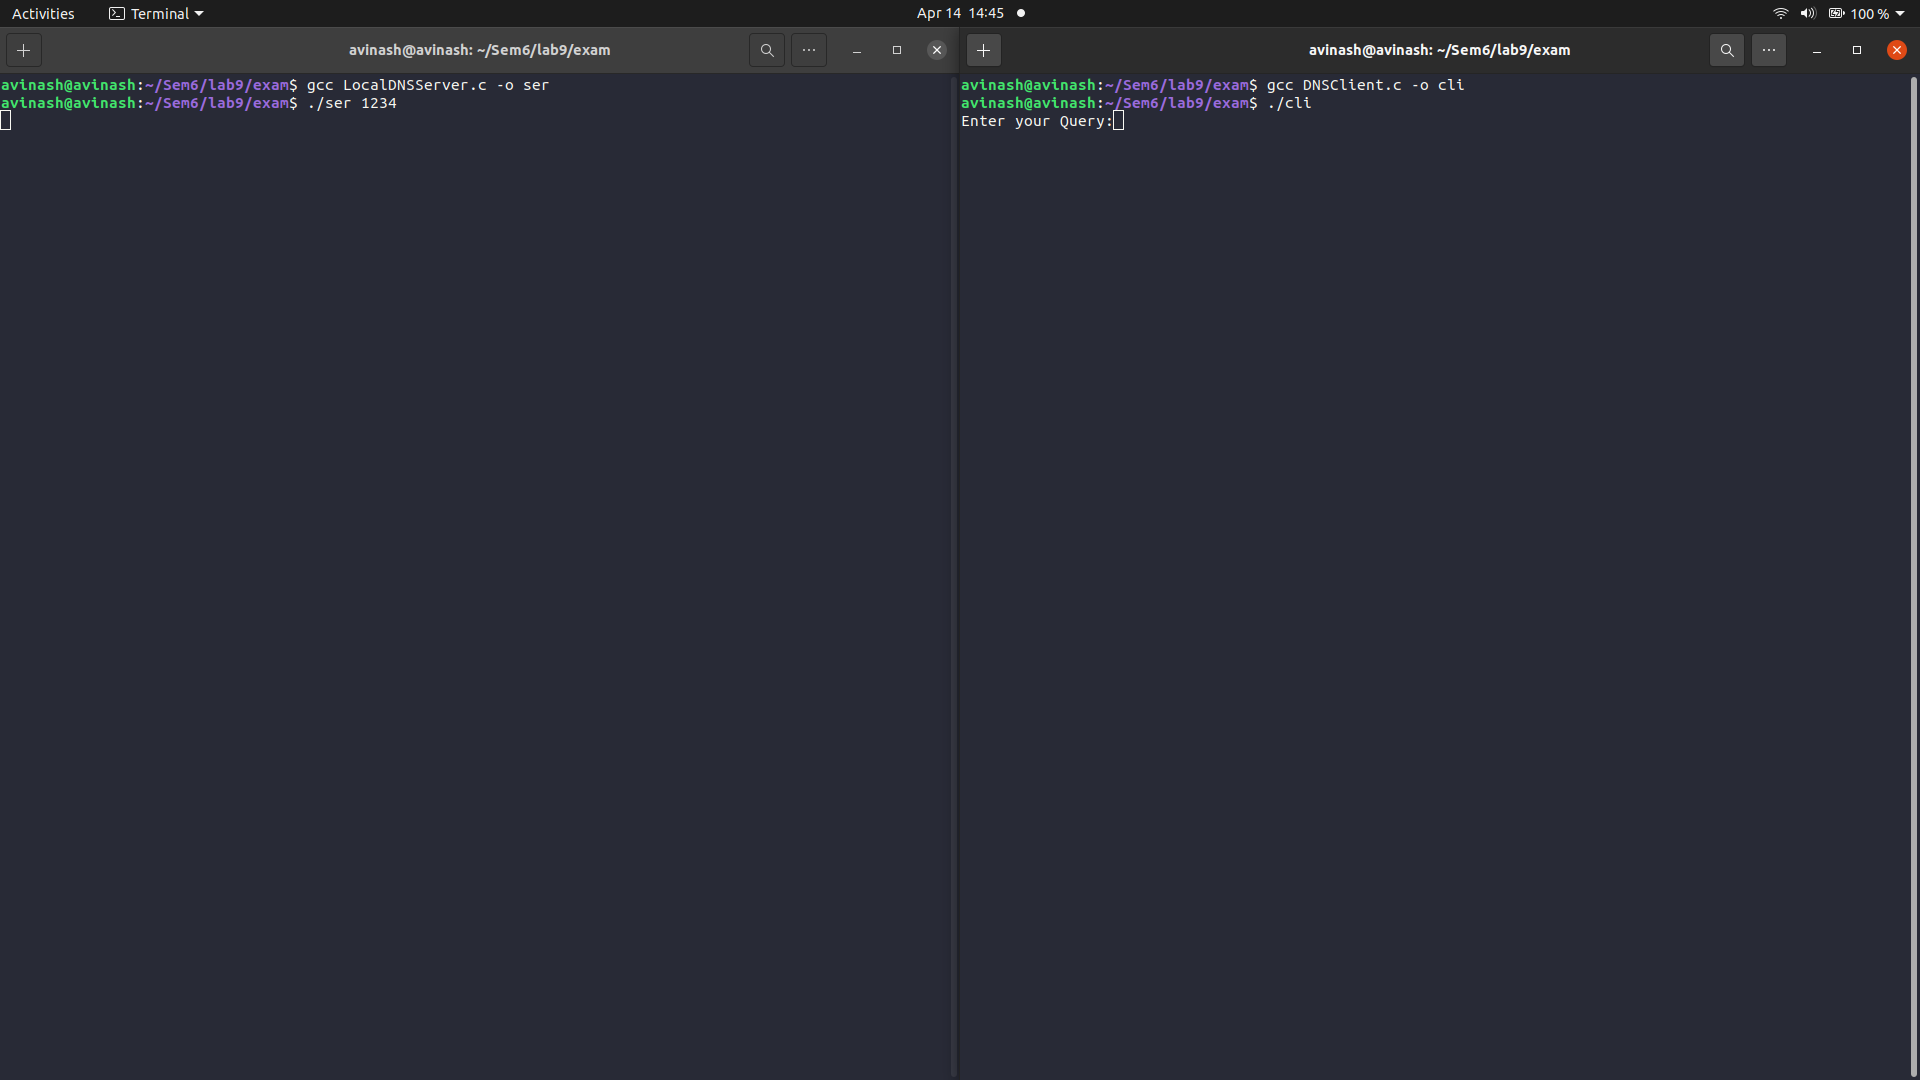 Activities
Terminal
Apr 14 14:45
100 %
avinash@avinash: ~/Sem6/lab9/exam
avinash@avinash:~/Sem6/lab9/exam$ gcc LocalDNSServer.c -o ser
avinash@avinash:~/Sem6/lab9/exam$ ./ser 1234
avinash@avinash: ~/Sem6/lab9/exam
avinash@avinash:~/Sem6/lab9/exam$ gcc DNSClient.c -o cli
avinash@avinash:~/Sem6/lab9/exam$ ./cli
Enter your Query: